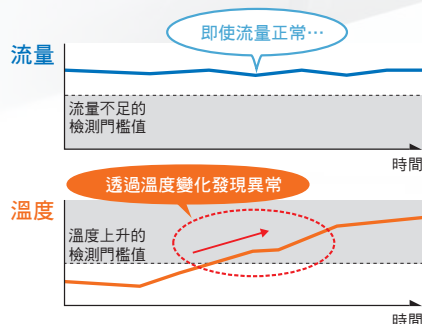 即使流量正常…
流量
流量不足的
檢測門檻值
時間
透過溫度變化發現異常
溫度
溫度上升的
檢測門檻值
時間